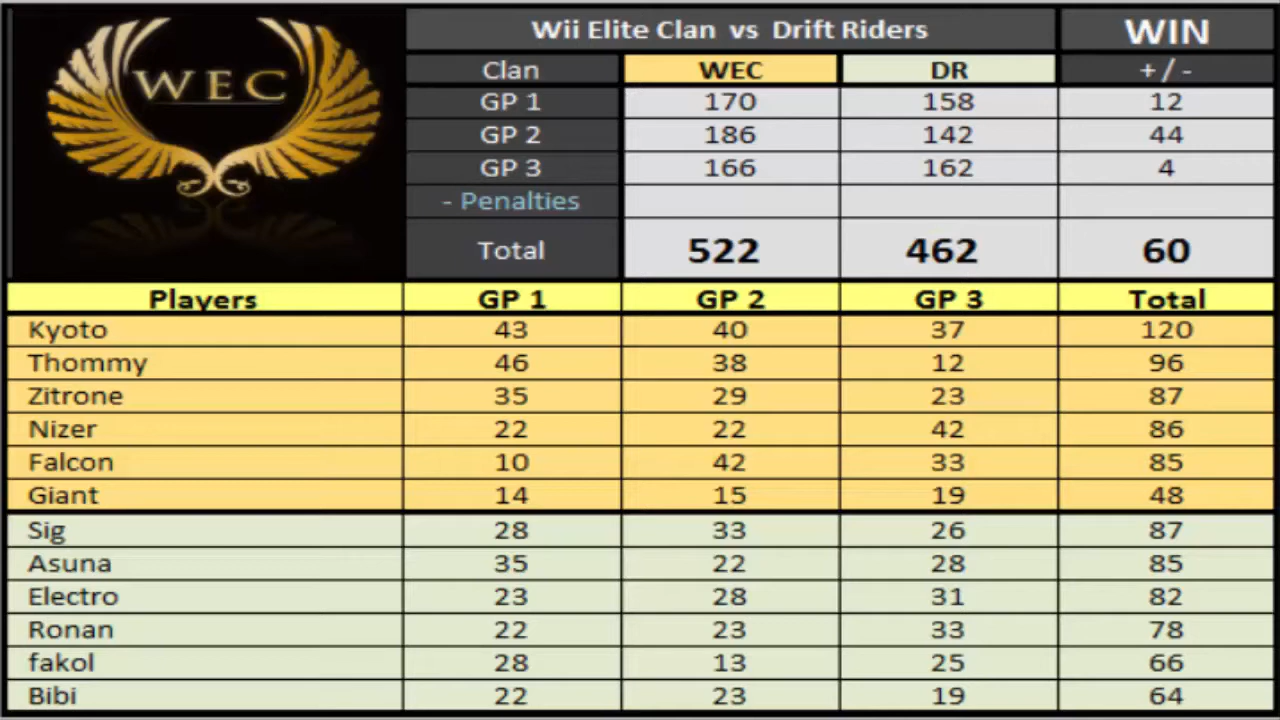 WEC
Wii Elite Clan vs Drift Riders WIN
Clan WEC DR + / -
GP 1 170 158 12
GP 2 186 142 44
GP 3 166 162 4
- Penalties
Total 522 462 60
Players GP 1 GP 2 GP 3 Total
Kyoto 43 40 37 120
Thommy 46 38 12 96
Zitrone 35 29 23 87
Nizer 22 22 42 86
Falcon 10 42 33 85
Giant 14 15 19 48
Sig 28 33 26 87
Asuna 35 22 28 85
Electro 23 28 31 82
Ronan 22 23 33 78
fakol 28 13 25 66
Bibi 22 23 19 64